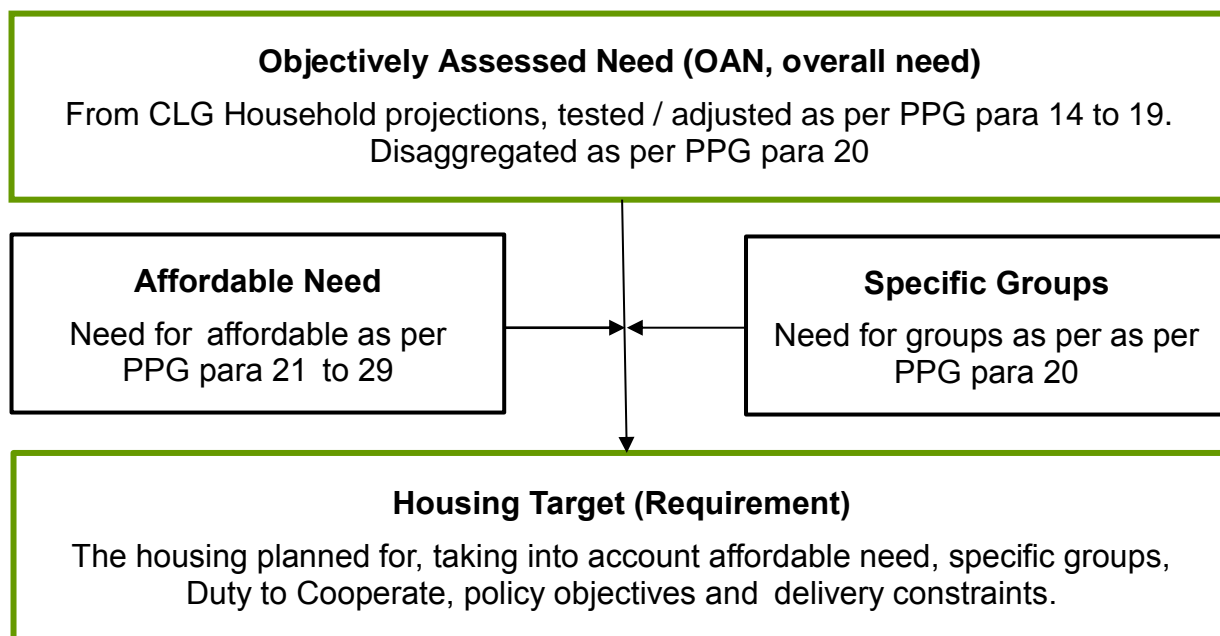 Objectively Assessed Need (OAN, overall need)
From CLG Household projections, tested / adjusted as per PPG para 14 to 19.
Disaggregated as per PPG para 20
Affordable Need
Need for affordable as per
PPG para 21 to 29
Specific Groups
Need for groups as per as per
PPG para 20
Housing Target (Requirement)
The housing planned for, taking into account affordable need, specific groups,
Duty to Cooperate, policy objectives and delivery constraints.